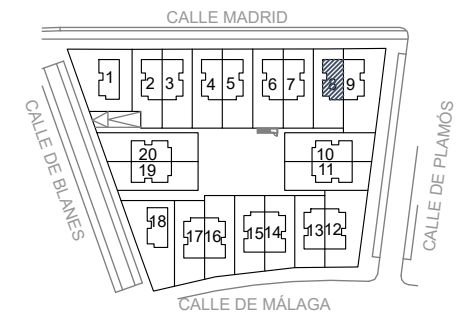 CALLE MADRID
1 2 3 4 5 6 7 8 9
CALLE DE BLANES
CALLE DE PLAMÓS
20 10
19 11
18 17 16 15 14 13 12
CALLE DE MÁLAGA